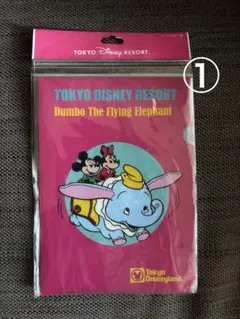 TOKYO Disney RESORT
①
TOKYO DISNEY RESORT
Dumbo The Flying Elephant
Tokyo
Disneyland